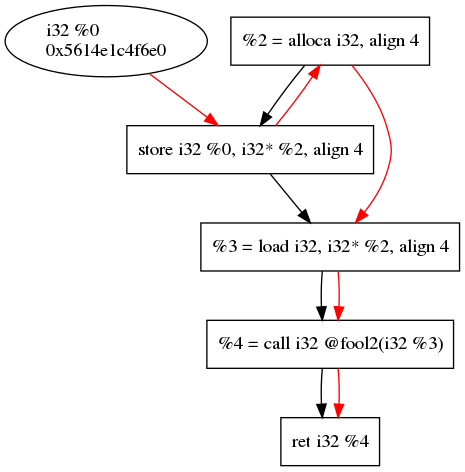 i32 %0
0x5614e1c4f6e0
%2 = alloca i32, align 4
store i32 %0, i32* %2, align 4
%3 = load i32, i32* %2, align 4
%4 = call i32 @fool2(i32 %3)
ret i32 %4